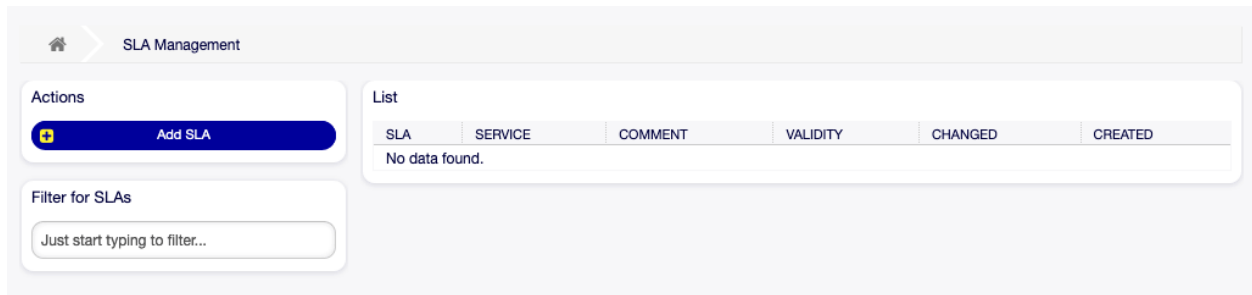 SLA Management
Actions
Add SLA
Filter for SLAs
Just start typing to filter...
List
SLA SERVICE COMMENT VALIDITY CHANGED CREATED
No data found.